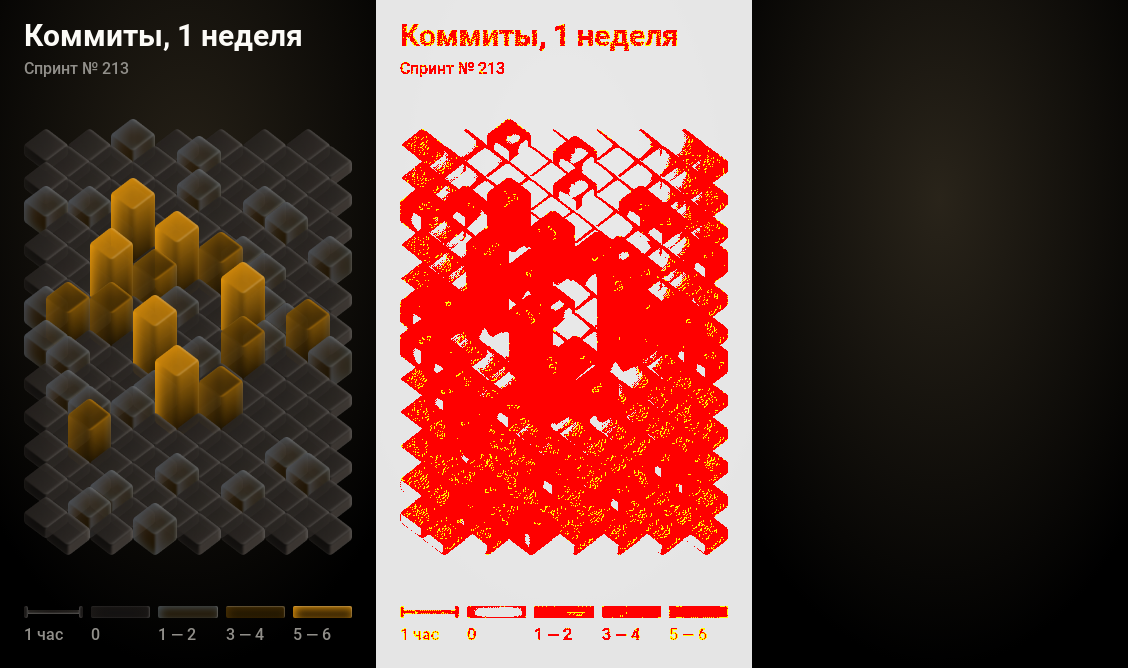 Коммиты, 1 неделя
Спринт № 213
1 час 0 1 – 2 3 – 4 5 – 6
Коммиты, 1 неделя
Спринт № 213
1 час 0 1 – 2 3 – 4 5 – 6